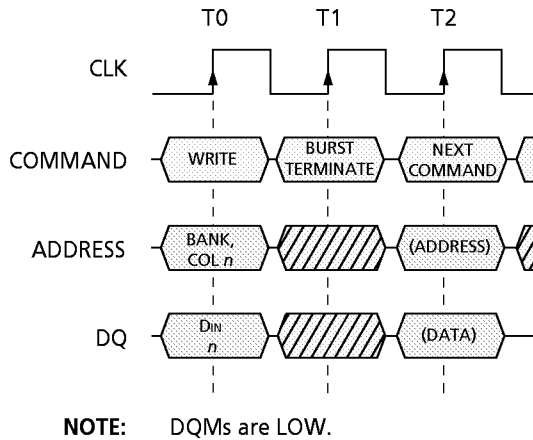 T0 T1 T2
CLK
COMMAND WRITE BURST TERMINATE NEXT COMMAND
ADDRESS BANK, COL n (ADDRESS)
DQ DIN n (DATA)
NOTE: DQMs are LOW.